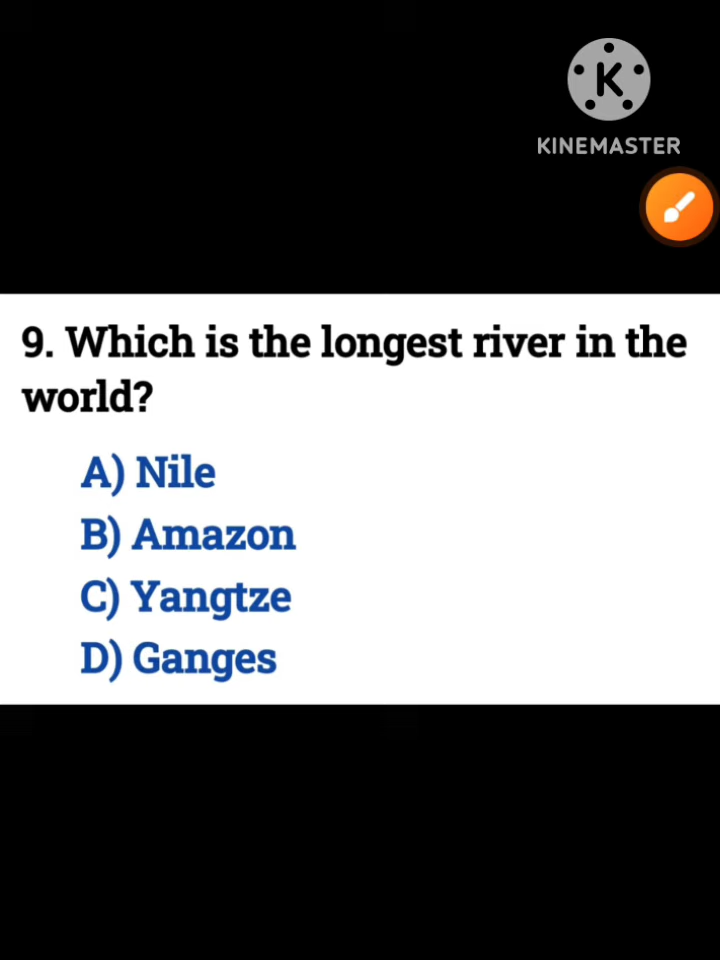 K
KINEMASTER
9. Which is the longest river in the
world?
A) Nile
B) Amazon
C) Yangtze
D) Ganges